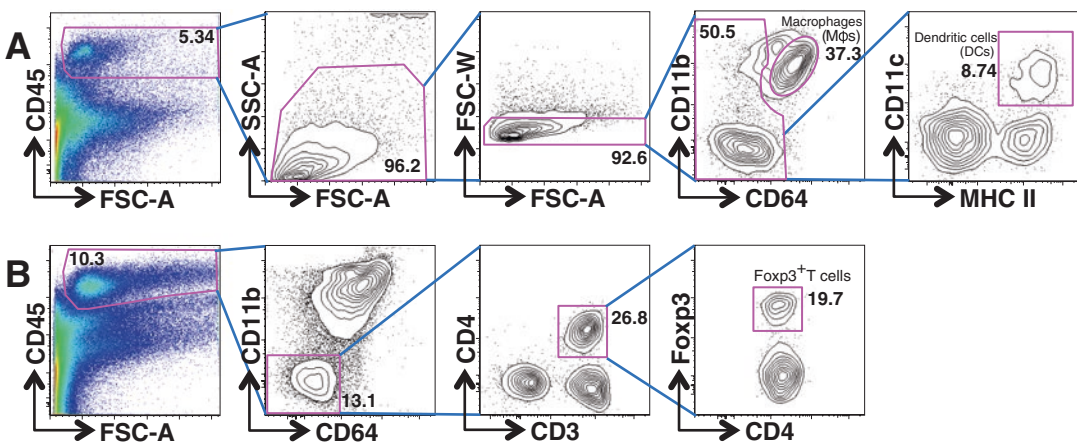 A
CD45
5.34
FSC-A
SSC-A
96.2
FSC-A
FSC-W
92.6
FSC-A
CD11b
50.5
Macrophages
(MΦs)
37.3
CD64
CD11c
Dendritic cells
(DCs)
8.74
MHC II
B
CD45
10.3
FSC-A
CD11b
13.1
CD64
CD4
26.8
CD3
Foxp3
Foxp3⁺T cells
19.7
CD4